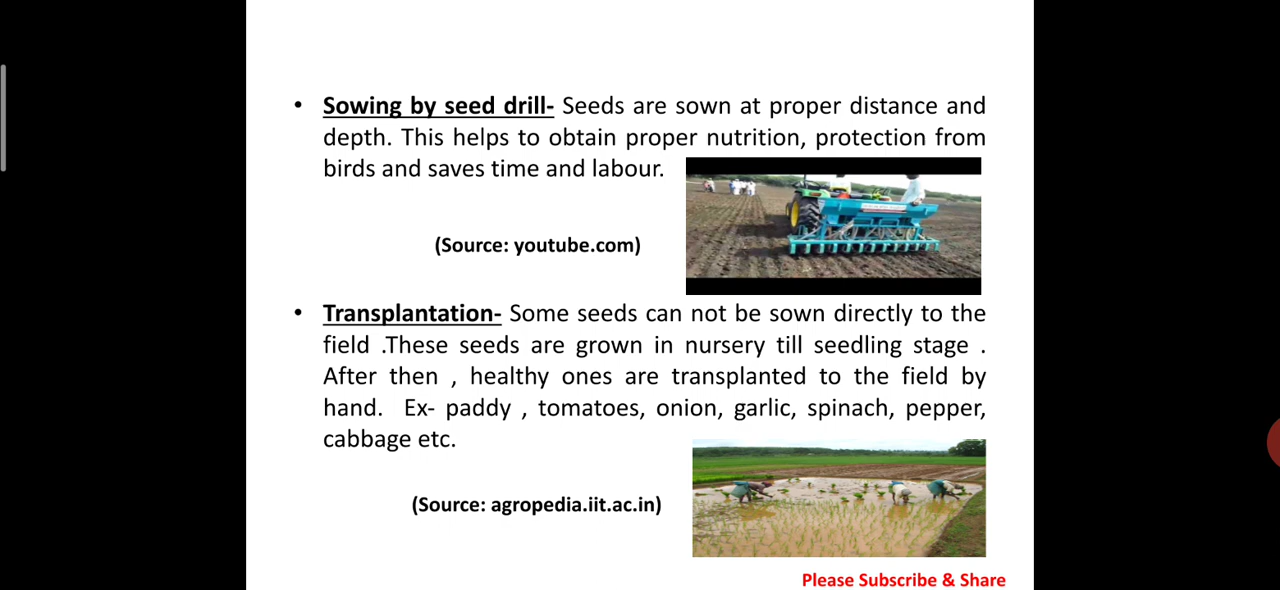 • Sowing by seed drill- Seeds are sown at proper distance and
depth. This helps to obtain proper nutrition, protection from
birds and saves time and labour.
(Source: youtube.com)
• Transplantation- Some seeds can not be sown directly to the
field .These seeds are grown in nursery till seedling stage .
After then , healthy ones are transplanted to the field by
hand. Ex- paddy , tomatoes, onion, garlic, spinach, pepper,
cabbage etc.
(Source: agropedia.iit.ac.in)
Please Subscribe & Share